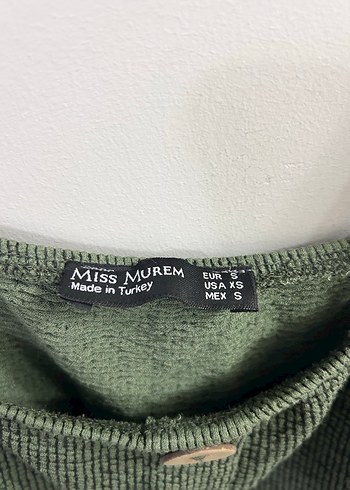 MISS MUREM
Made in Turkey
EUR S
USA XS
MEX S